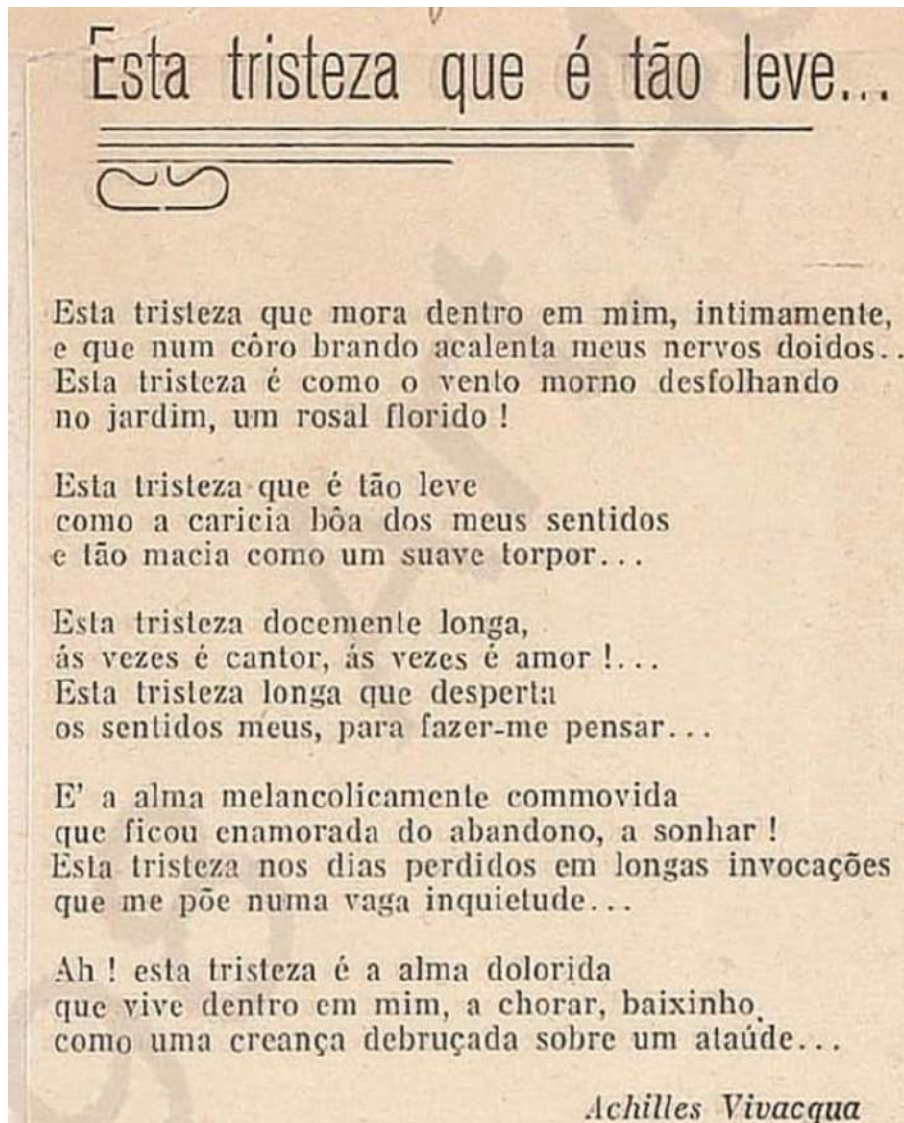 Esta tristeza que é tão leve...
Esta tristeza que mora dentro em mim, intimamente,
e que num côro brando acalenta meus nervos doidos..
Esta tristeza é como o vento morno desfolhando
no jardim, um rosal florido !
Esta tristeza que é tão leve
como a caricia bôa dos meus sentidos
e tão macia como um suave torpor...
Esta tristeza docemente longa,
ás vezes é cantor, ás vezes é amor !...
Esta tristeza longa que desperta
os sentidos meus, para fazer-me pensar...
E' a alma melancolicamente commovida
que ficou enamorada do abandono, a sonhar !
Esta tristeza nos dias perdidos em longas invocações
que me põe numa vaga inquietude...
Ah ! esta tristeza é a alma dolorida
que vive dentro em mim, a chorar, baixinho,
como uma creança debruçada sobre um ataúde...
Achilles Vivacqua